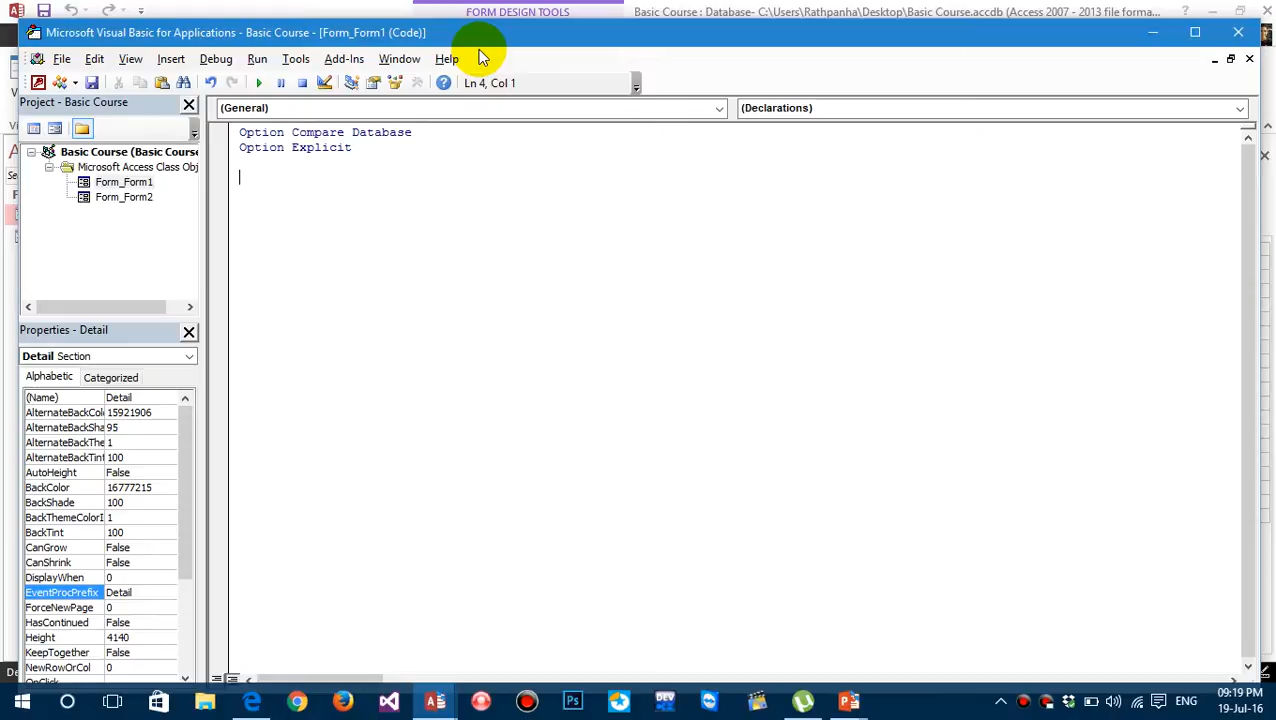 FORM DESIGN TOOLS
Basic Course : Database- C:\Users\Rathpanha\Desktop\Basic Course.accdb (Access 2007 - 2013 file forma...
Microsoft Visual Basic for Applications - Basic Course - [Form_Form1 (Code)]
File Edit View Insert Debug Run Tools Add-Ins Window Help
Ln 4, Col 1
Project - Basic Course
(General) (Declarations)
Option Compare Database
Option Explicit
Basic Course (Basic Course
Microsoft Access Class Obj
Form_Form1
Form_Form2
Properties - Detail
Detail Section
Alphabetic Categorized
(Name) Detail
AlternateBackColo 15921906
AlternateBackSha 95
AlternateBackThe 1
AlternateBackTint 100
AutoHeight False
BackColor 16777215
BackShade 100
BackThemeColorI 1
BackTint 100
CanGrow False
CanShrink False
DisplayWhen 0
EventProcPrefix Detail
ForceNewPage 0
HasContinued False
Height 4140
KeepTogether False
NewRowOrCol 0
OnClick
Ps DEV
ENG
09:19 PM
19-Jul-16